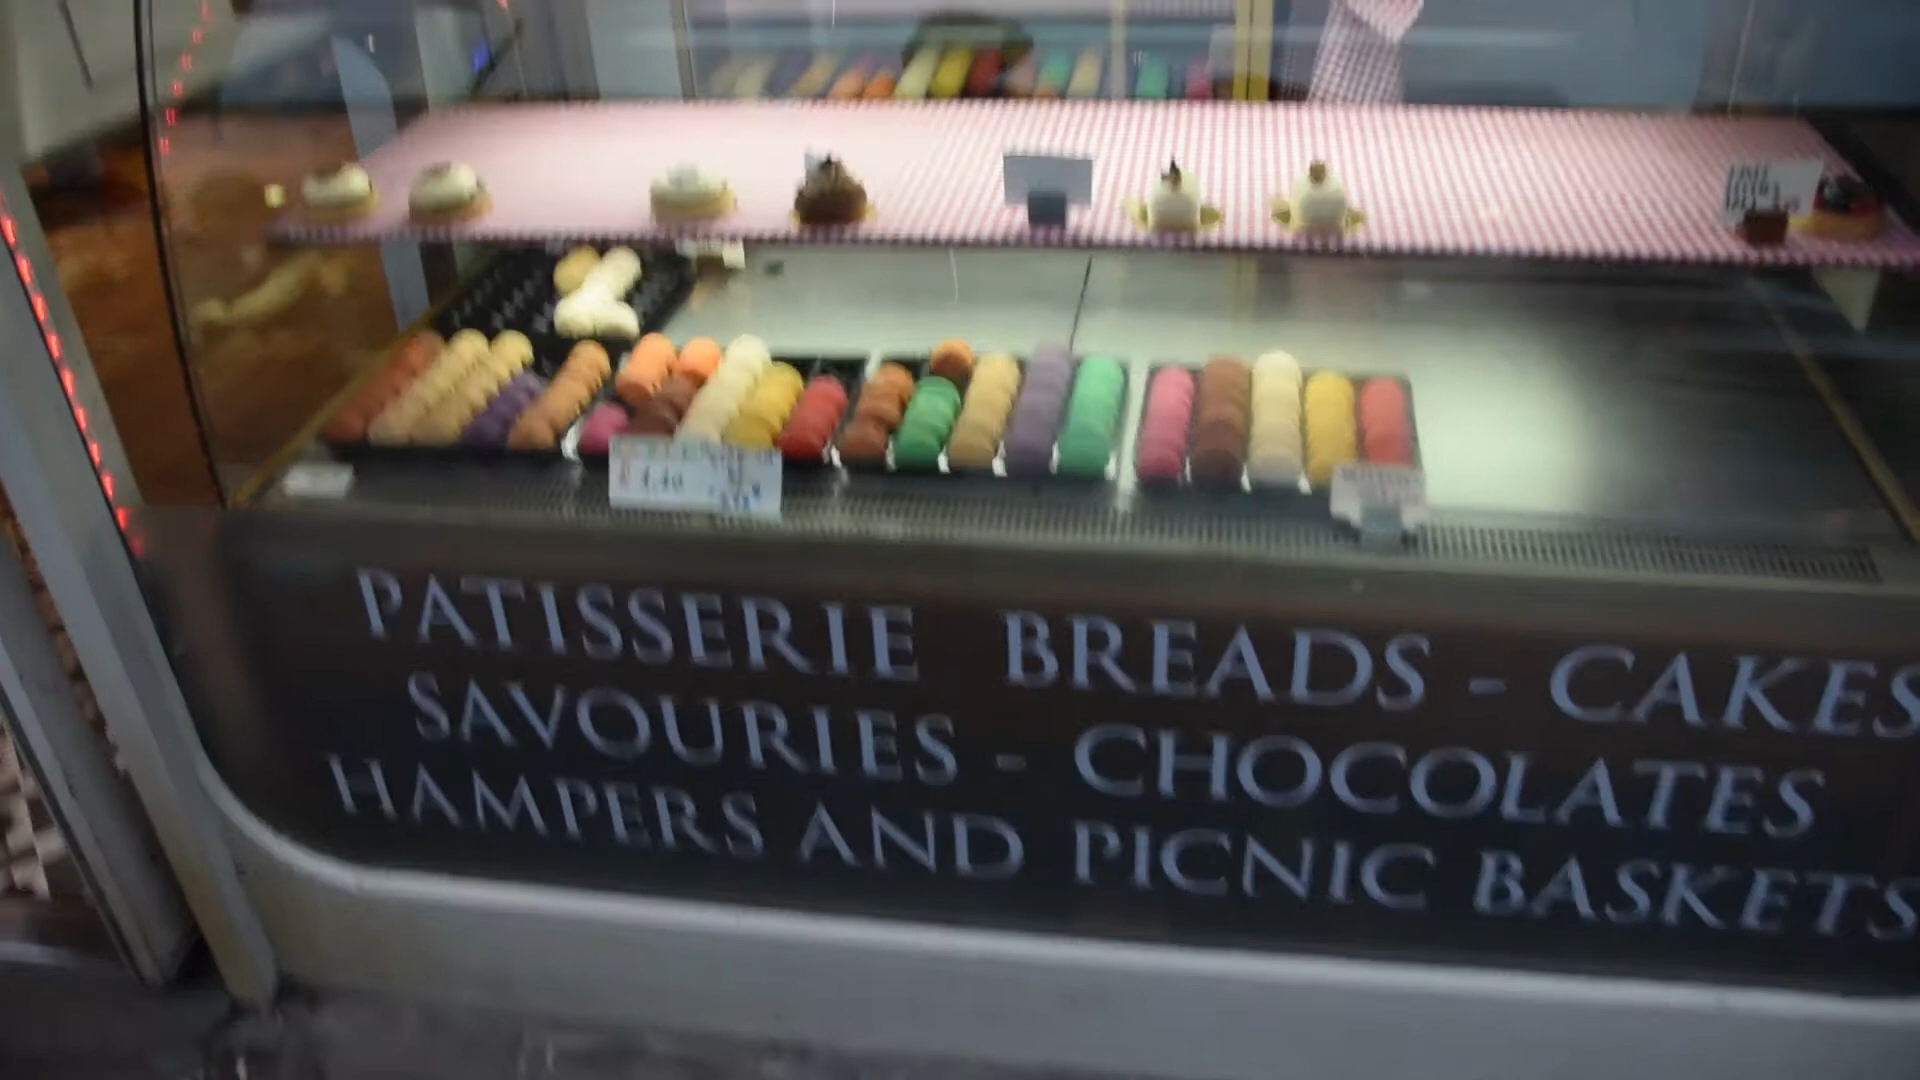 PATISSERIE BREADS - CAKES
SAVOURIES - CHOCOLATES
HAMPERS AND PICNIC BASKETS